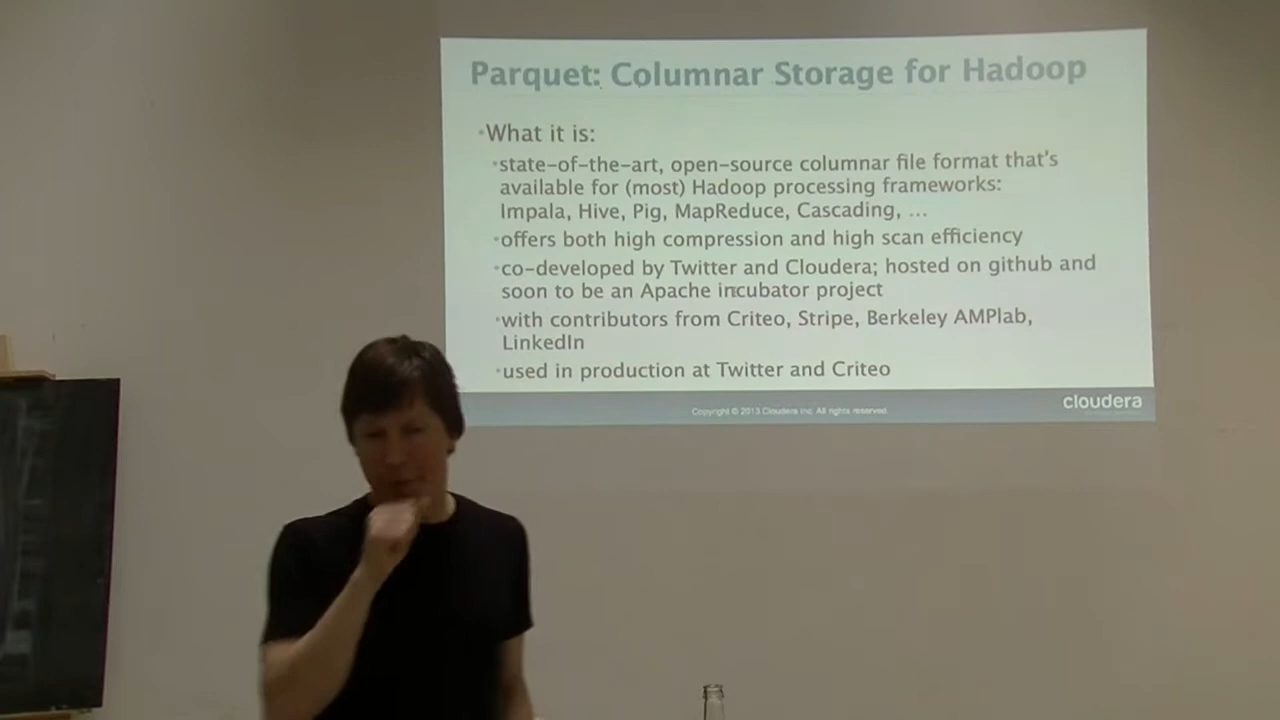 Parquet: Columnar Storage for Hadoop
•What it is:
•state-of-the-art, open-source columnar file format that's
available for (most) Hadoop processing frameworks:
Impala, Hive, Pig, MapReduce, Cascading, …
•offers both high compression and high scan efficiency
•co-developed by Twitter and Cloudera; hosted on github and
soon to be an Apache incubator project
•with contributors from Criteo, Stripe, Berkeley AMPlab,
LinkedIn
•used in production at Twitter and Criteo
Copyright © 2013 Cloudera Inc. All rights reserved.
cloudera